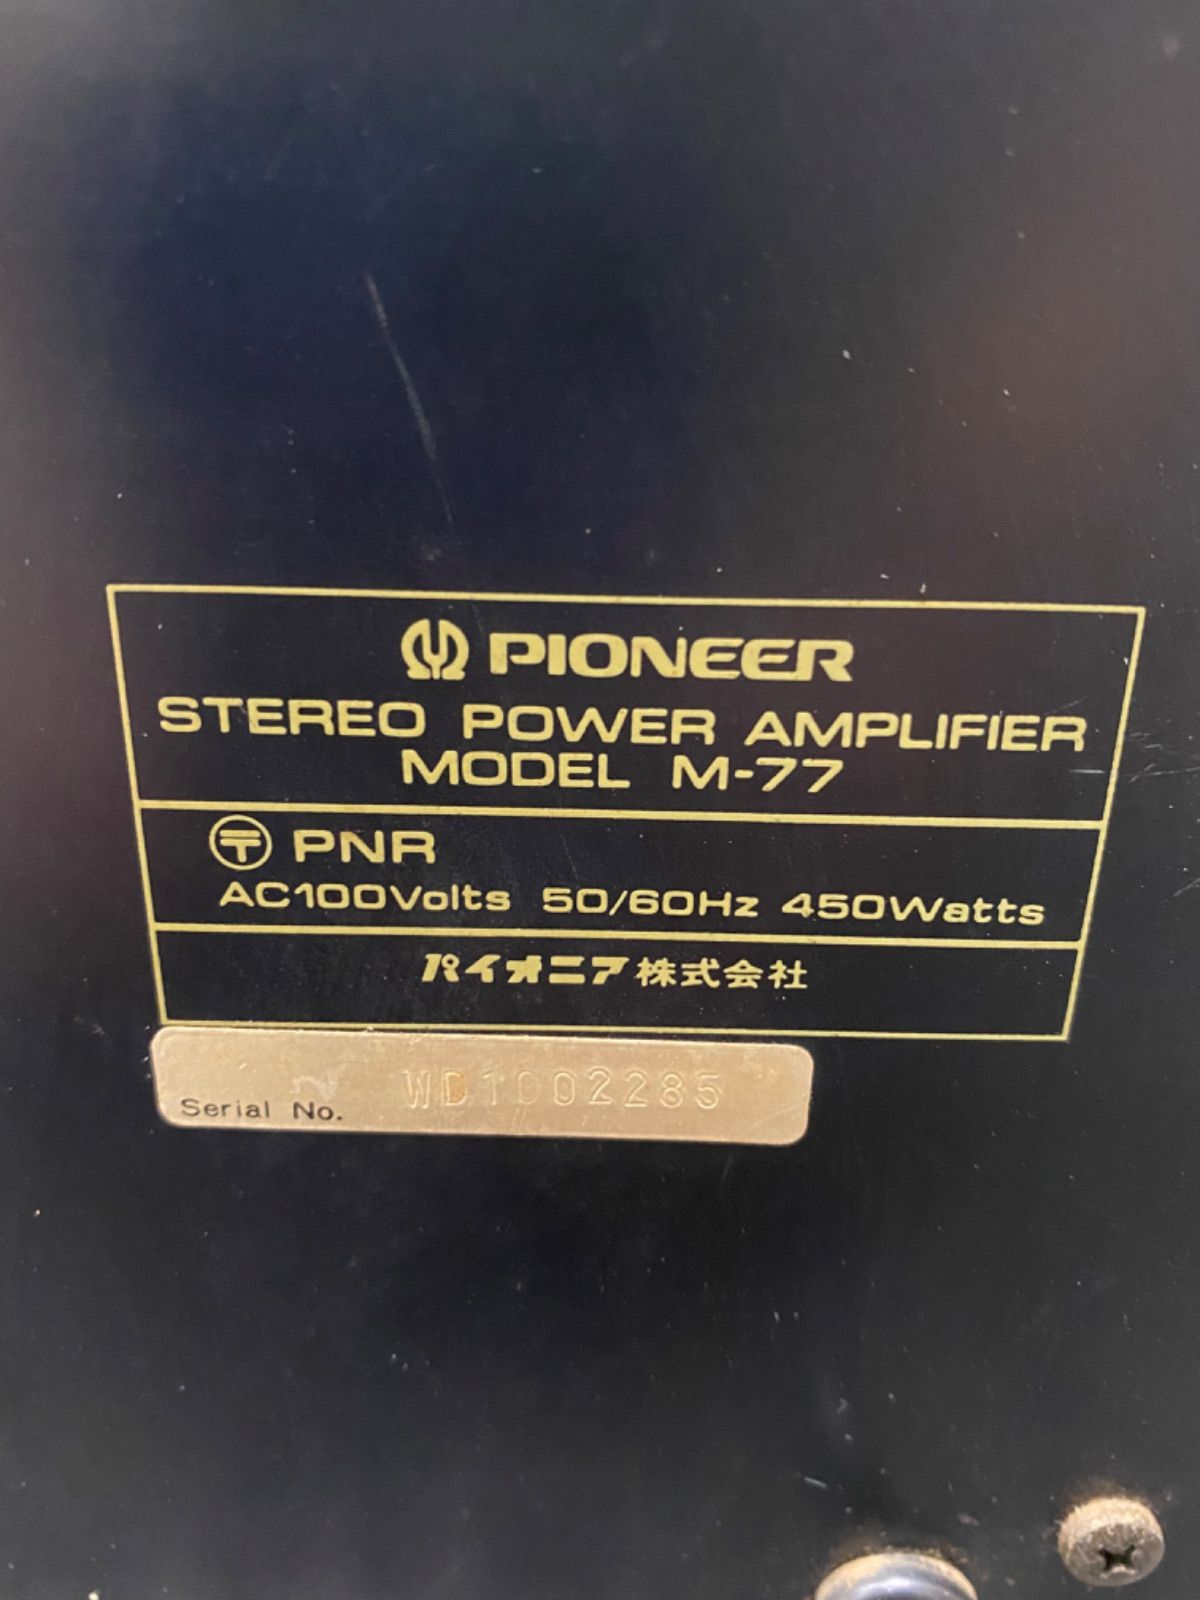 PIONEER
STEREO POWER AMPLIFIER
MODEL M-77
〶 PNR
AC100Volts 50/60Hz 450Watts
パイオニア株式会社
Serial No. WD1002285